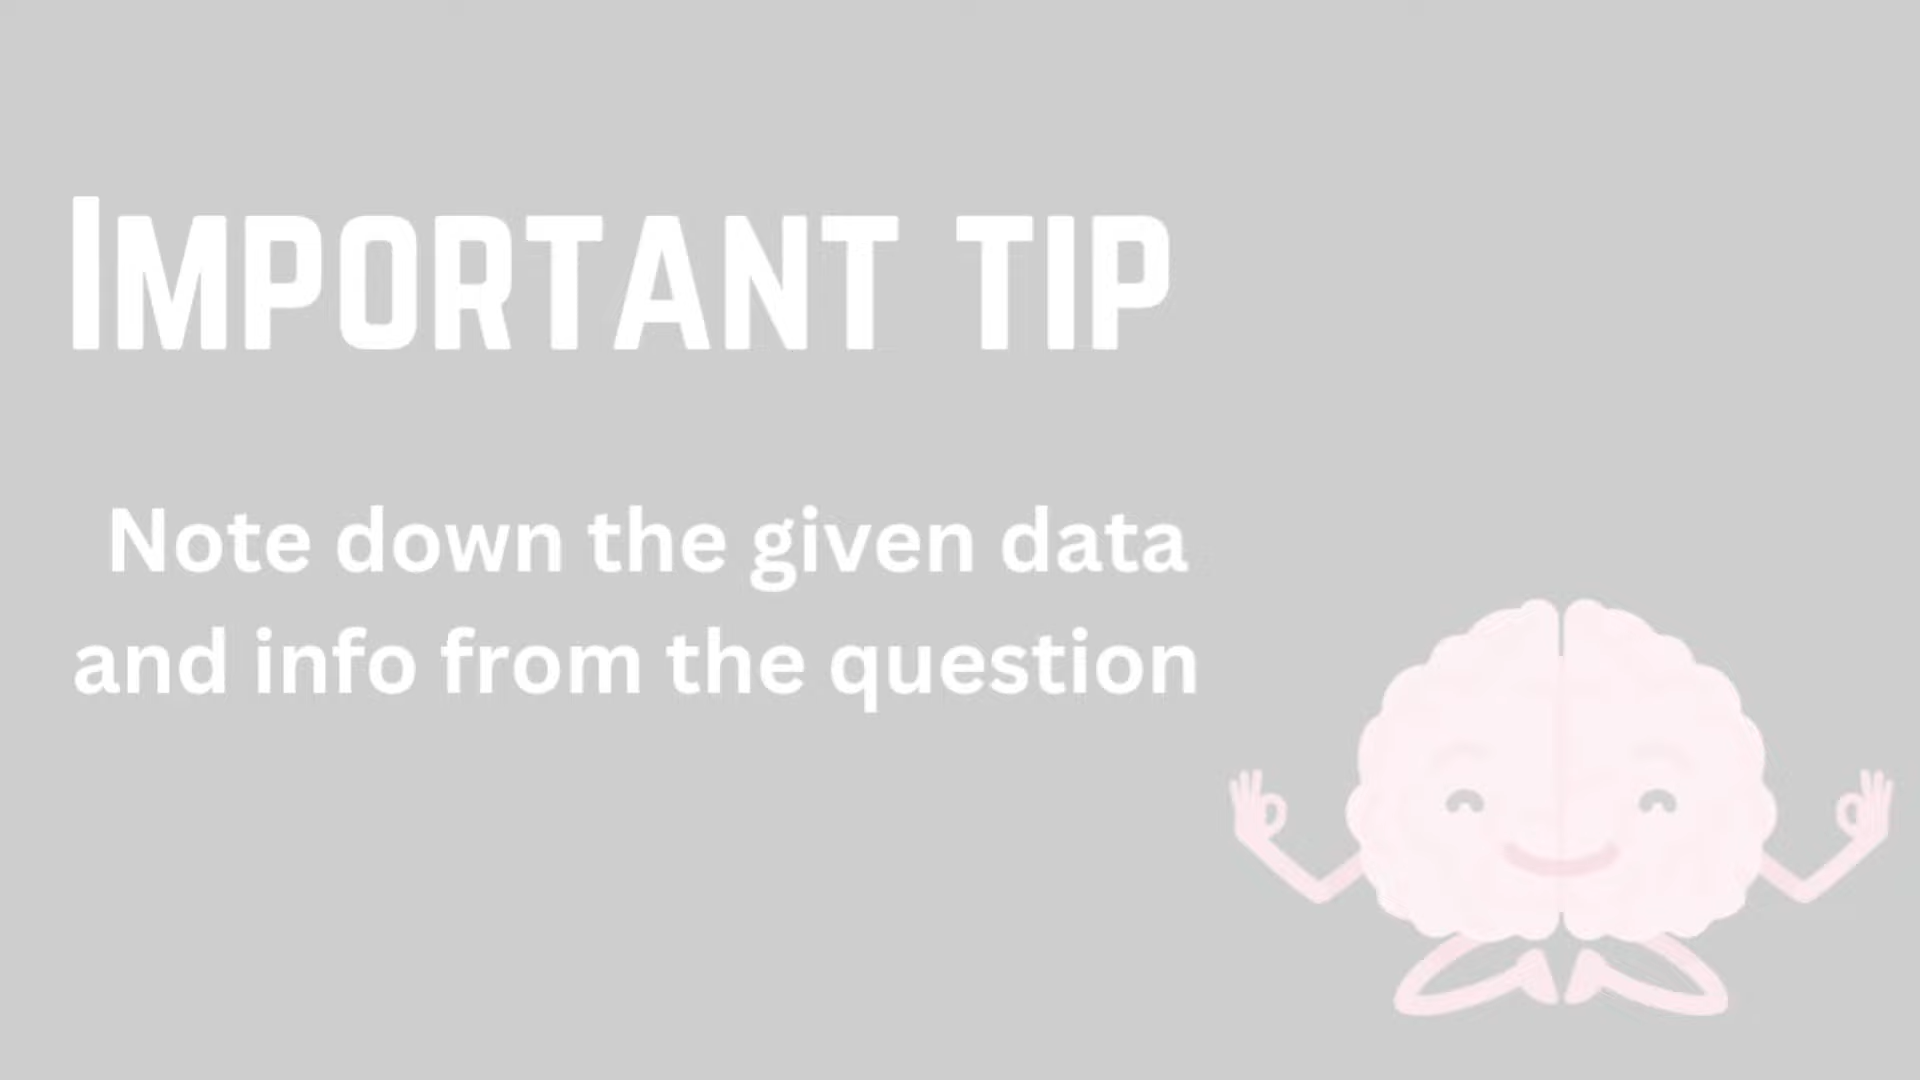 IMPORTANT TIP
Note down the given data
and info from the question